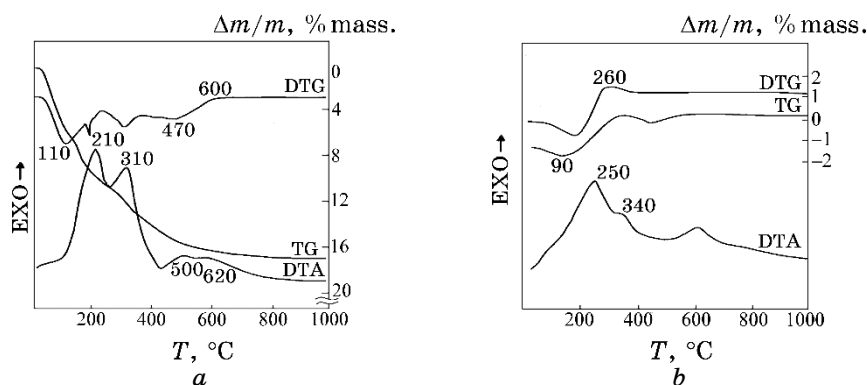 Δm/m, % mass.
EXO→
0
4
8
12
16
20
600
DTG
470
110
210
310
TG
DTA
500 620
200 400 600 800 1000
T, °C
a
Δm/m, % mass.
EXO→
2
1
0
−1
−2
260
DTG
TG
90
250
340
DTA
200 400 600 800 1000
T, °C
b